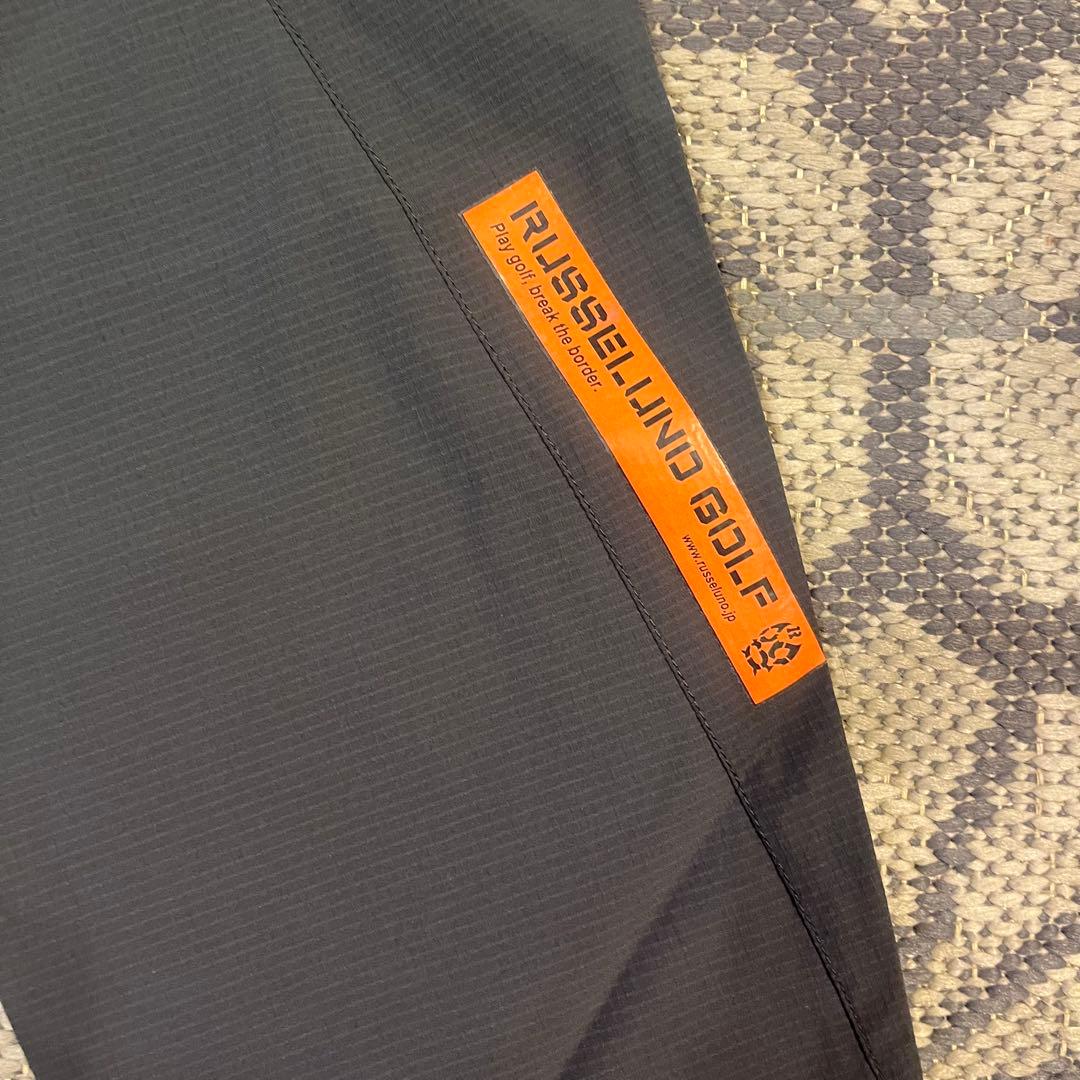 RUSSELUNO GOLF
Play golf, break the border.
www.russeluno.jp
R